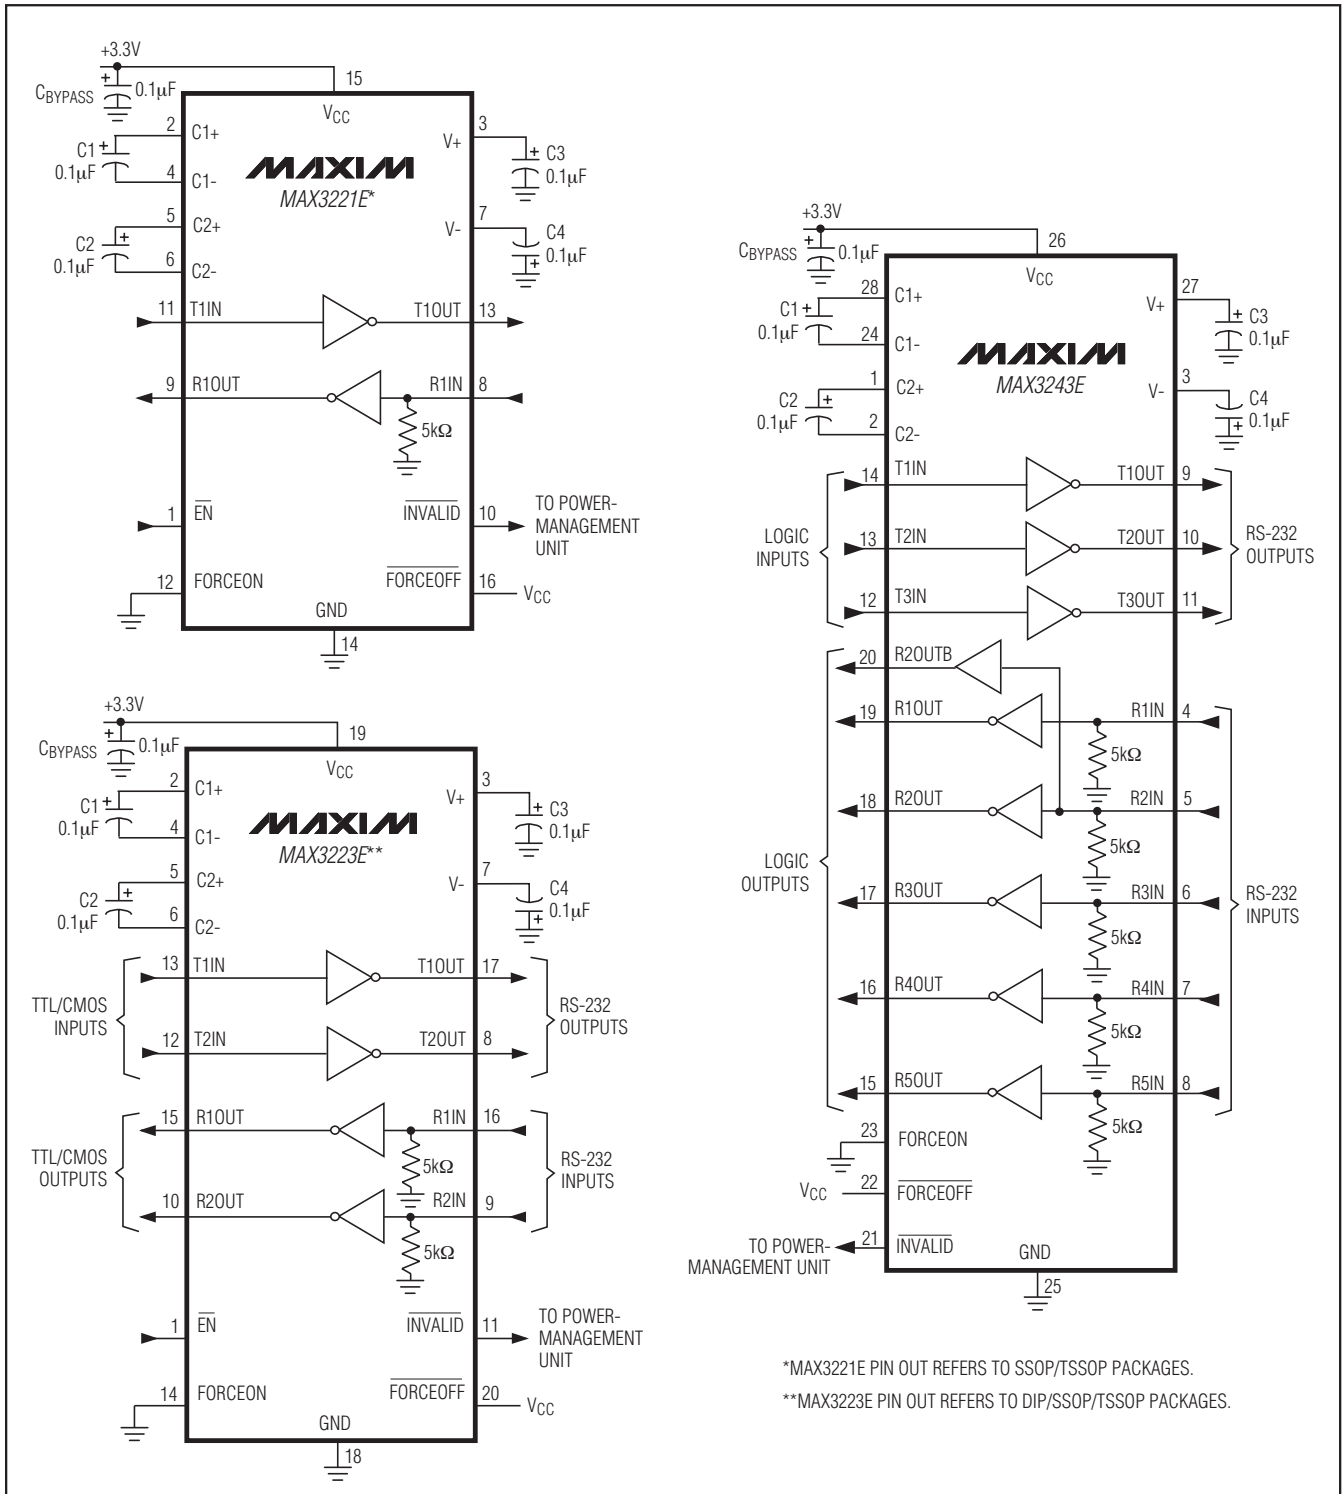 +3.3V
CBYPASS
+
0.1µF
15
VCC
2
C1+
C1
+
0.1µF
4
C1-
MAXIM
MAX3221E*
3
V+
+
C3
0.1µF
5
C2+
C2
+
0.1µF
6
C2-
7
V-
C4
+
0.1µF
11
T1IN
T1OUT
13
9
R1OUT
R1IN
8
5kΩ
1
EN
INVALID
10
TO POWER-
MANAGEMENT
UNIT
12
FORCEON
FORCEOFF
16
VCC
GND
14
+3.3V
CBYPASS
+
0.1µF
19
VCC
2
C1+
C1
+
0.1µF
4
C1-
MAXIM
MAX3223E**
3
V+
+
C3
0.1µF
5
C2+
C2
+
0.1µF
6
C2-
7
V-
C4
+
0.1µF
TTL/CMOS
INPUTS
13
T1IN
T1OUT
17
12
T2IN
T2OUT
8
RS-232
OUTPUTS
TTL/CMOS
OUTPUTS
15
R1OUT
R1IN
16
5kΩ
10
R2OUT
R2IN
9
5kΩ
RS-232
INPUTS
1
EN
INVALID
11
TO POWER-
MANAGEMENT
UNIT
14
FORCEON
FORCEOFF
20
VCC
GND
18
+3.3V
CBYPASS
+
0.1µF
26
VCC
28
C1+
C1
+
0.1µF
24
C1-
MAXIM
MAX3243E
27
V+
+
C3
0.1µF
1
C2+
C2
+
0.1µF
2
C2-
3
V-
C4
+
0.1µF
LOGIC
INPUTS
14
T1IN
T1OUT
9
13
T2IN
T2OUT
10
12
T3IN
T3OUT
11
RS-232
OUTPUTS
LOGIC
OUTPUTS
20
R2OUTB
19
R1OUT
R1IN
4
5kΩ
18
R2OUT
R2IN
5
5kΩ
17
R3OUT
R3IN
6
5kΩ
16
R4OUT
R4IN
7
5kΩ
15
R5OUT
R5IN
8
5kΩ
RS-232
INPUTS
23
FORCEON
VCC
22
FORCEOFF
TO POWER-
MANAGEMENT UNIT
21
INVALID
GND
25
*MAX3221E PIN OUT REFERS TO SSOP/TSSOP PACKAGES.
**MAX3223E PIN OUT REFERS TO DIP/SSOP/TSSOP PACKAGES.